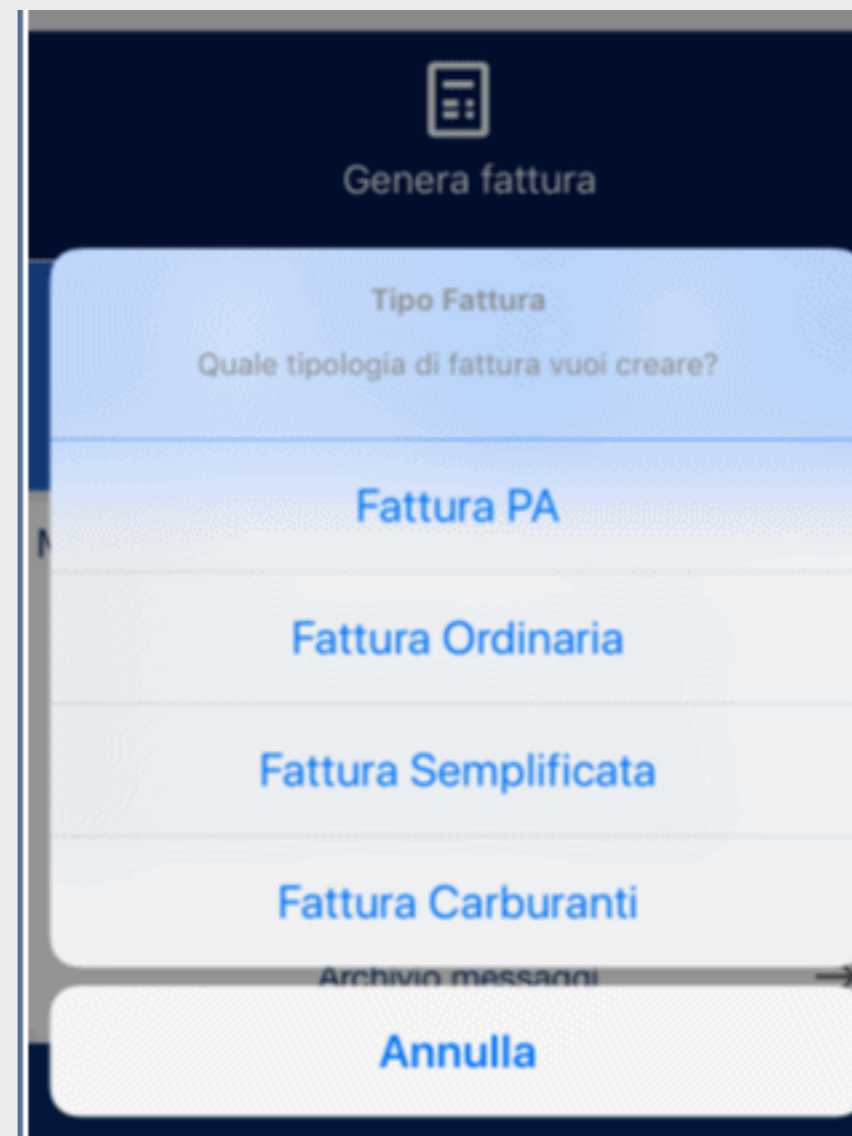 Genera fattura
Tipo Fattura
Quale tipologia di fattura vuoi creare?
Fattura PA
Fattura Ordinaria
Fattura Semplificata
Fattura Carburanti
Archivio messaggi
Annulla